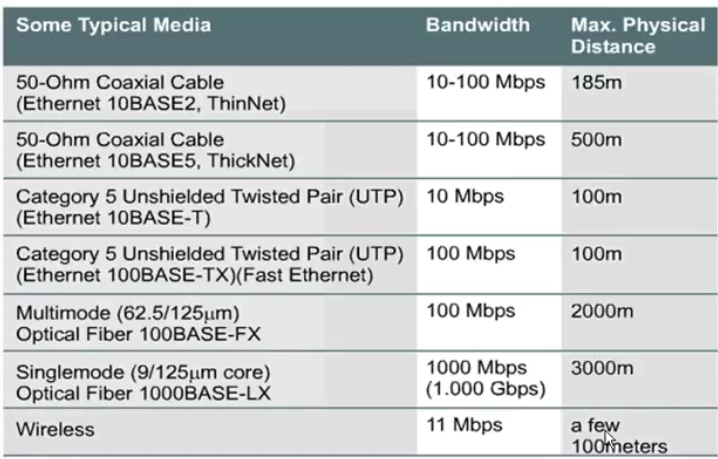 Some Typical Media Bandwidth Max. Physical
Distance
50-Ohm Coaxial Cable 10-100 Mbps 185m
(Ethernet 10BASE2, ThinNet)
50-Ohm Coaxial Cable 10-100 Mbps 500m
(Ethernet 10BASE5, ThickNet)
Category 5 Unshielded Twisted Pair (UTP) 10 Mbps 100m
(Ethernet 10BASE-T)
Category 5 Unshielded Twisted Pair (UTP) 100 Mbps 100m
(Ethernet 100BASE-TX)(Fast Ethernet)
Multimode (62.5/125μm) 100 Mbps 2000m
Optical Fiber 100BASE-FX
Singlemode (9/125μm core) 1000 Mbps 3000m
Optical Fiber 1000BASE-LX (1.000 Gbps)
Wireless 11 Mbps a few
100meters